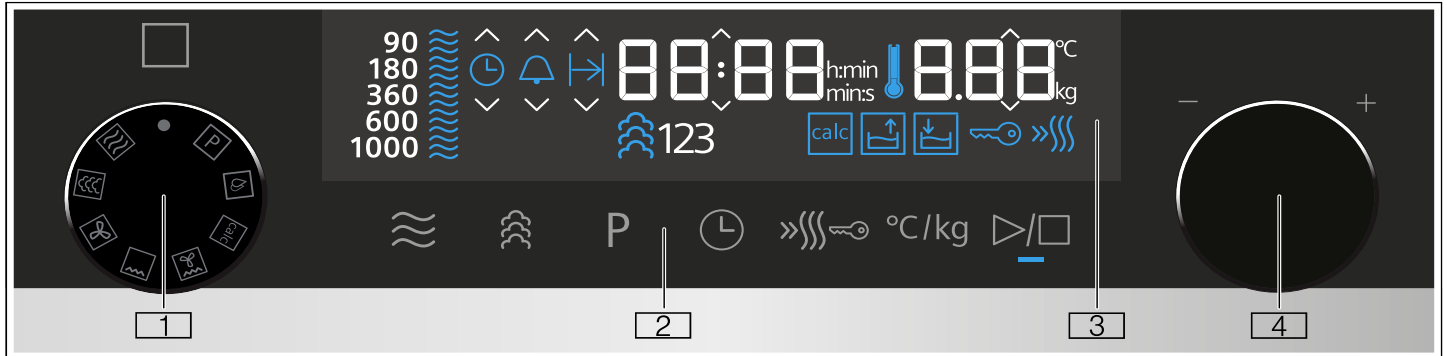 90
180
360
600
1000
88:88 h:min
min:s
8.88 °C
kg
123
calc
P
calc
P
°C/kg
− +
1
2
3
4